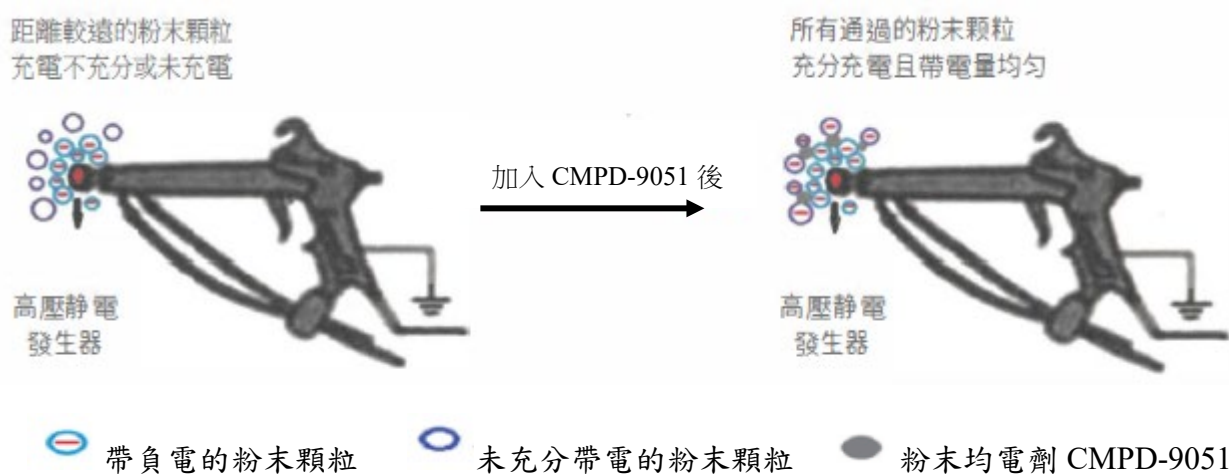 距離較遠的粉末顆粒
充電不充分或未充電
所有通過的粉末颗粒
充分充電且帶電量均匀
加入 CMPD-9051 後
高壓静電
發生器
高壓静電
發生器
帶負電的粉末顆粒
未充分帶電的粉末顆粒
粉末均電劑 CMPD-9051